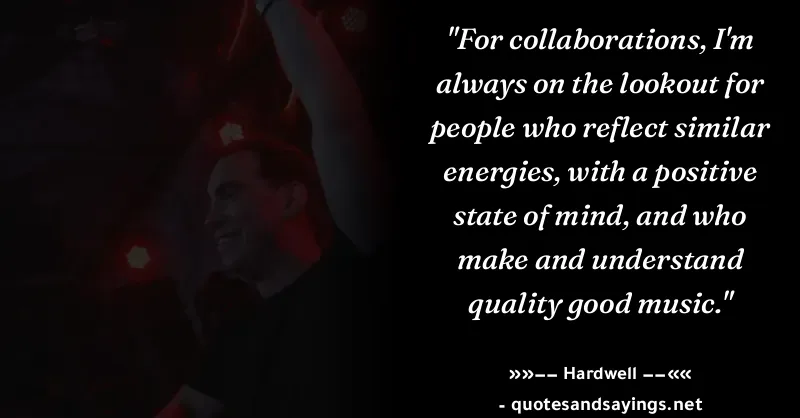 "For collaborations, I'm
always on the lookout for
people who reflect similar
energies, with a positive
state of mind, and who
make and understand
quality good music."
»»−− Hardwell −−««
- quotesandsayings.net